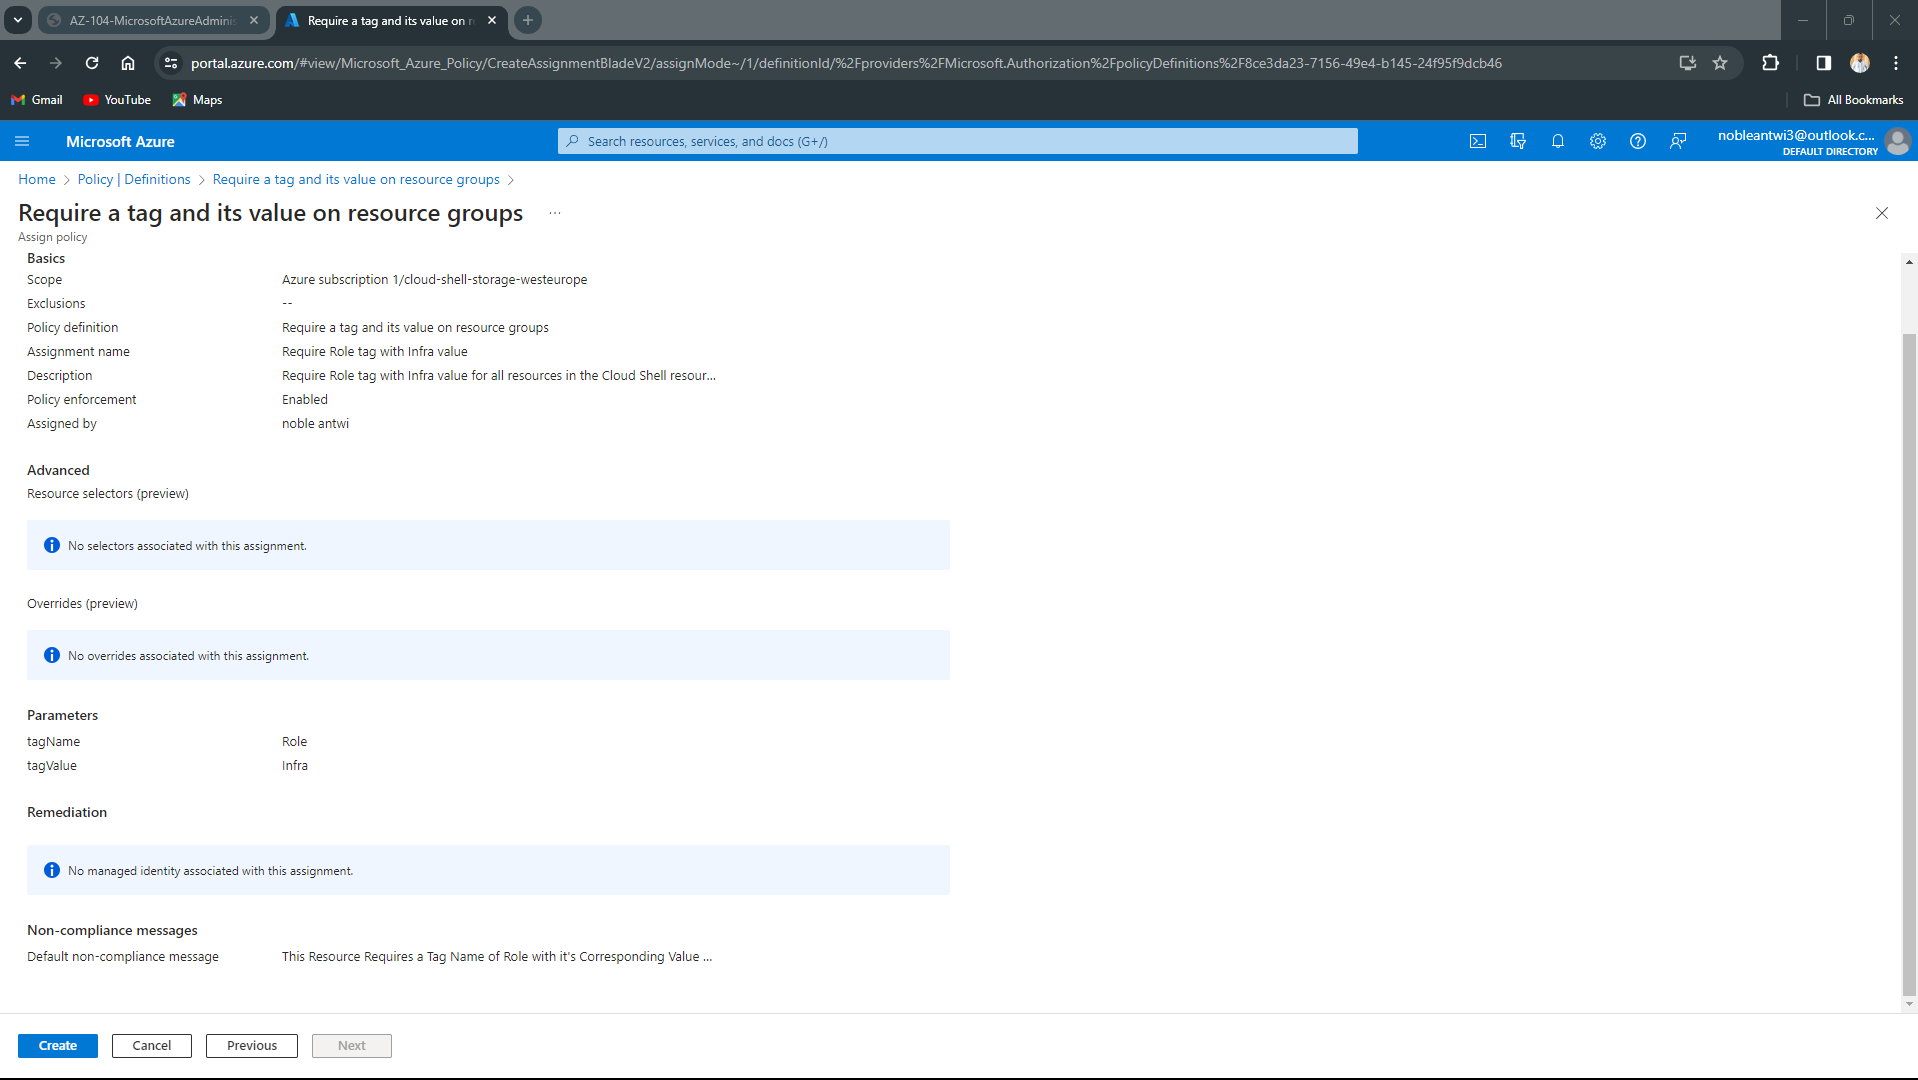 AZ-104-MicrosoftAzureAdminis
Require a tag and its value on r
portal.azure.com/#view/Microsoft_Azure_Policy/CreateAssignmentBladeV2/assignMode~/1/definitionId/%2Fproviders%2FMicrosoft.Authorization%2FpolicyDefinitions%2F8ce3da23-7156-49e4-b145-24f95f9dcb46
Gmail
YouTube
Maps
All Bookmarks
Microsoft Azure
Search resources, services, and docs (G+/)
nobleantwi3@outlook.c...
DEFAULT DIRECTORY
Home > Policy | Definitions > Require a tag and its value on resource groups >
Require a tag and its value on resource groups ...
Assign policy
Basics
Scope Azure subscription 1/cloud-shell-storage-westeurope
Exclusions --
Policy definition Require a tag and its value on resource groups
Assignment name Require Role tag with Infra value
Description Require Role tag with Infra value for all resources in the Cloud Shell resour...
Policy enforcement Enabled
Assigned by noble antwi
Advanced
Resource selectors (preview)
No selectors associated with this assignment.
Overrides (preview)
No overrides associated with this assignment.
Parameters
tagName Role
tagValue Infra
Remediation
No managed identity associated with this assignment.
Non-compliance messages
Default non-compliance message This Resource Requires a Tag Name of Role with it's Corresponding Value ...
Create Cancel Previous Next